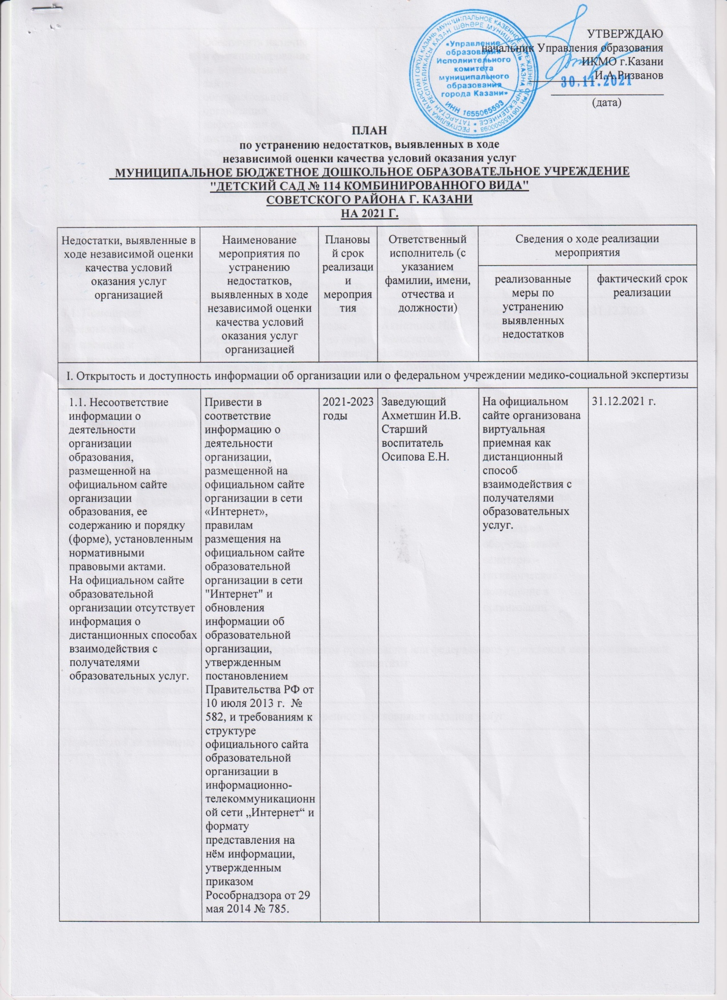 УТВЕРЖДАЮ
начальник Управления образования
ИКМО г.Казани
И.А.Ризванов
30.11.2021
(дата)
«Управление
образования
Исполнительного
комитета
муниципального
образования
города Казани»
ИНН 1655065593
ПЛАН
по устранению недостатков, выявленных в ходе
независимой оценки качества условий оказания услуг
МУНИЦИПАЛЬНОЕ БЮДЖЕТНОЕ ДОШКОЛЬНОЕ ОБРАЗОВАТЕЛЬНОЕ УЧРЕЖДЕНИЕ
"ДЕТСКИЙ САД № 114 КОМБИНИРОВАННОГО ВИДА"
СОВЕТСКОГО РАЙОНА Г. КАЗАНИ
НА 2021 Г.
Недостатки, выявленные в
ходе независимой оценки
качества условий
оказания услуг
организацией
Наименование
мероприятия по
устранению
недостатков,
выявленных в ходе
независимой оценки
качества условий
оказания услуг
организацией
Плановы
й срок
реализаци
и
мероприя
тия
Ответственный
исполнитель (с
указанием
фамилии, имени,
отчества и
должности)
Сведения о ходе реализации
мероприятия
реализованные
меры по
устранению
выявленных
недостатков
фактический срок
реализации
I. Открытость и доступность информации об организации или о федеральном учреждении медико-социальной экспертизы
1.1. Несоответствие
информации о
деятельности
организации
образования,
размещенной на
официальном сайте
организации
образования, ее
содержанию и порядку
(форме), установленным
нормативными
правовыми актами.
На официальном сайте
образовательной
организации отсутствует
информация о
дистанционных способах
взаимодействия с
получателями
образовательных услуг.
Привести в
соответствие
информацию о
деятельности
организации,
размещенной на
официальном сайте
организации в сети
«Интернет»,
правилам
размещения на
официальном сайте
образовательной
организации в сети
"Интернет" и
обновления
информации об
образовательной
организации,
утвержденным
постановлением
Правительства РФ от
10 июля 2013 г. №
582, и требованиям к
структуре
официального сайта
образовательной
организации в
информационно-
телекоммуникационн
ой сети „Интернет“ и
формату
представления на
нём информации,
утвержденным
приказом
Рособрнадзора от 29
мая 2014 № 785.
2021-2023
годы
Заведующий
Ахметшин И.В.
Старший
воспитатель
Осипова Е.Н.
На официальном
сайте организована
виртуальная
приемная как
дистанционный
способ
взаимодействия с
получателями
образовательных
услуг.
31.12.2021 г.